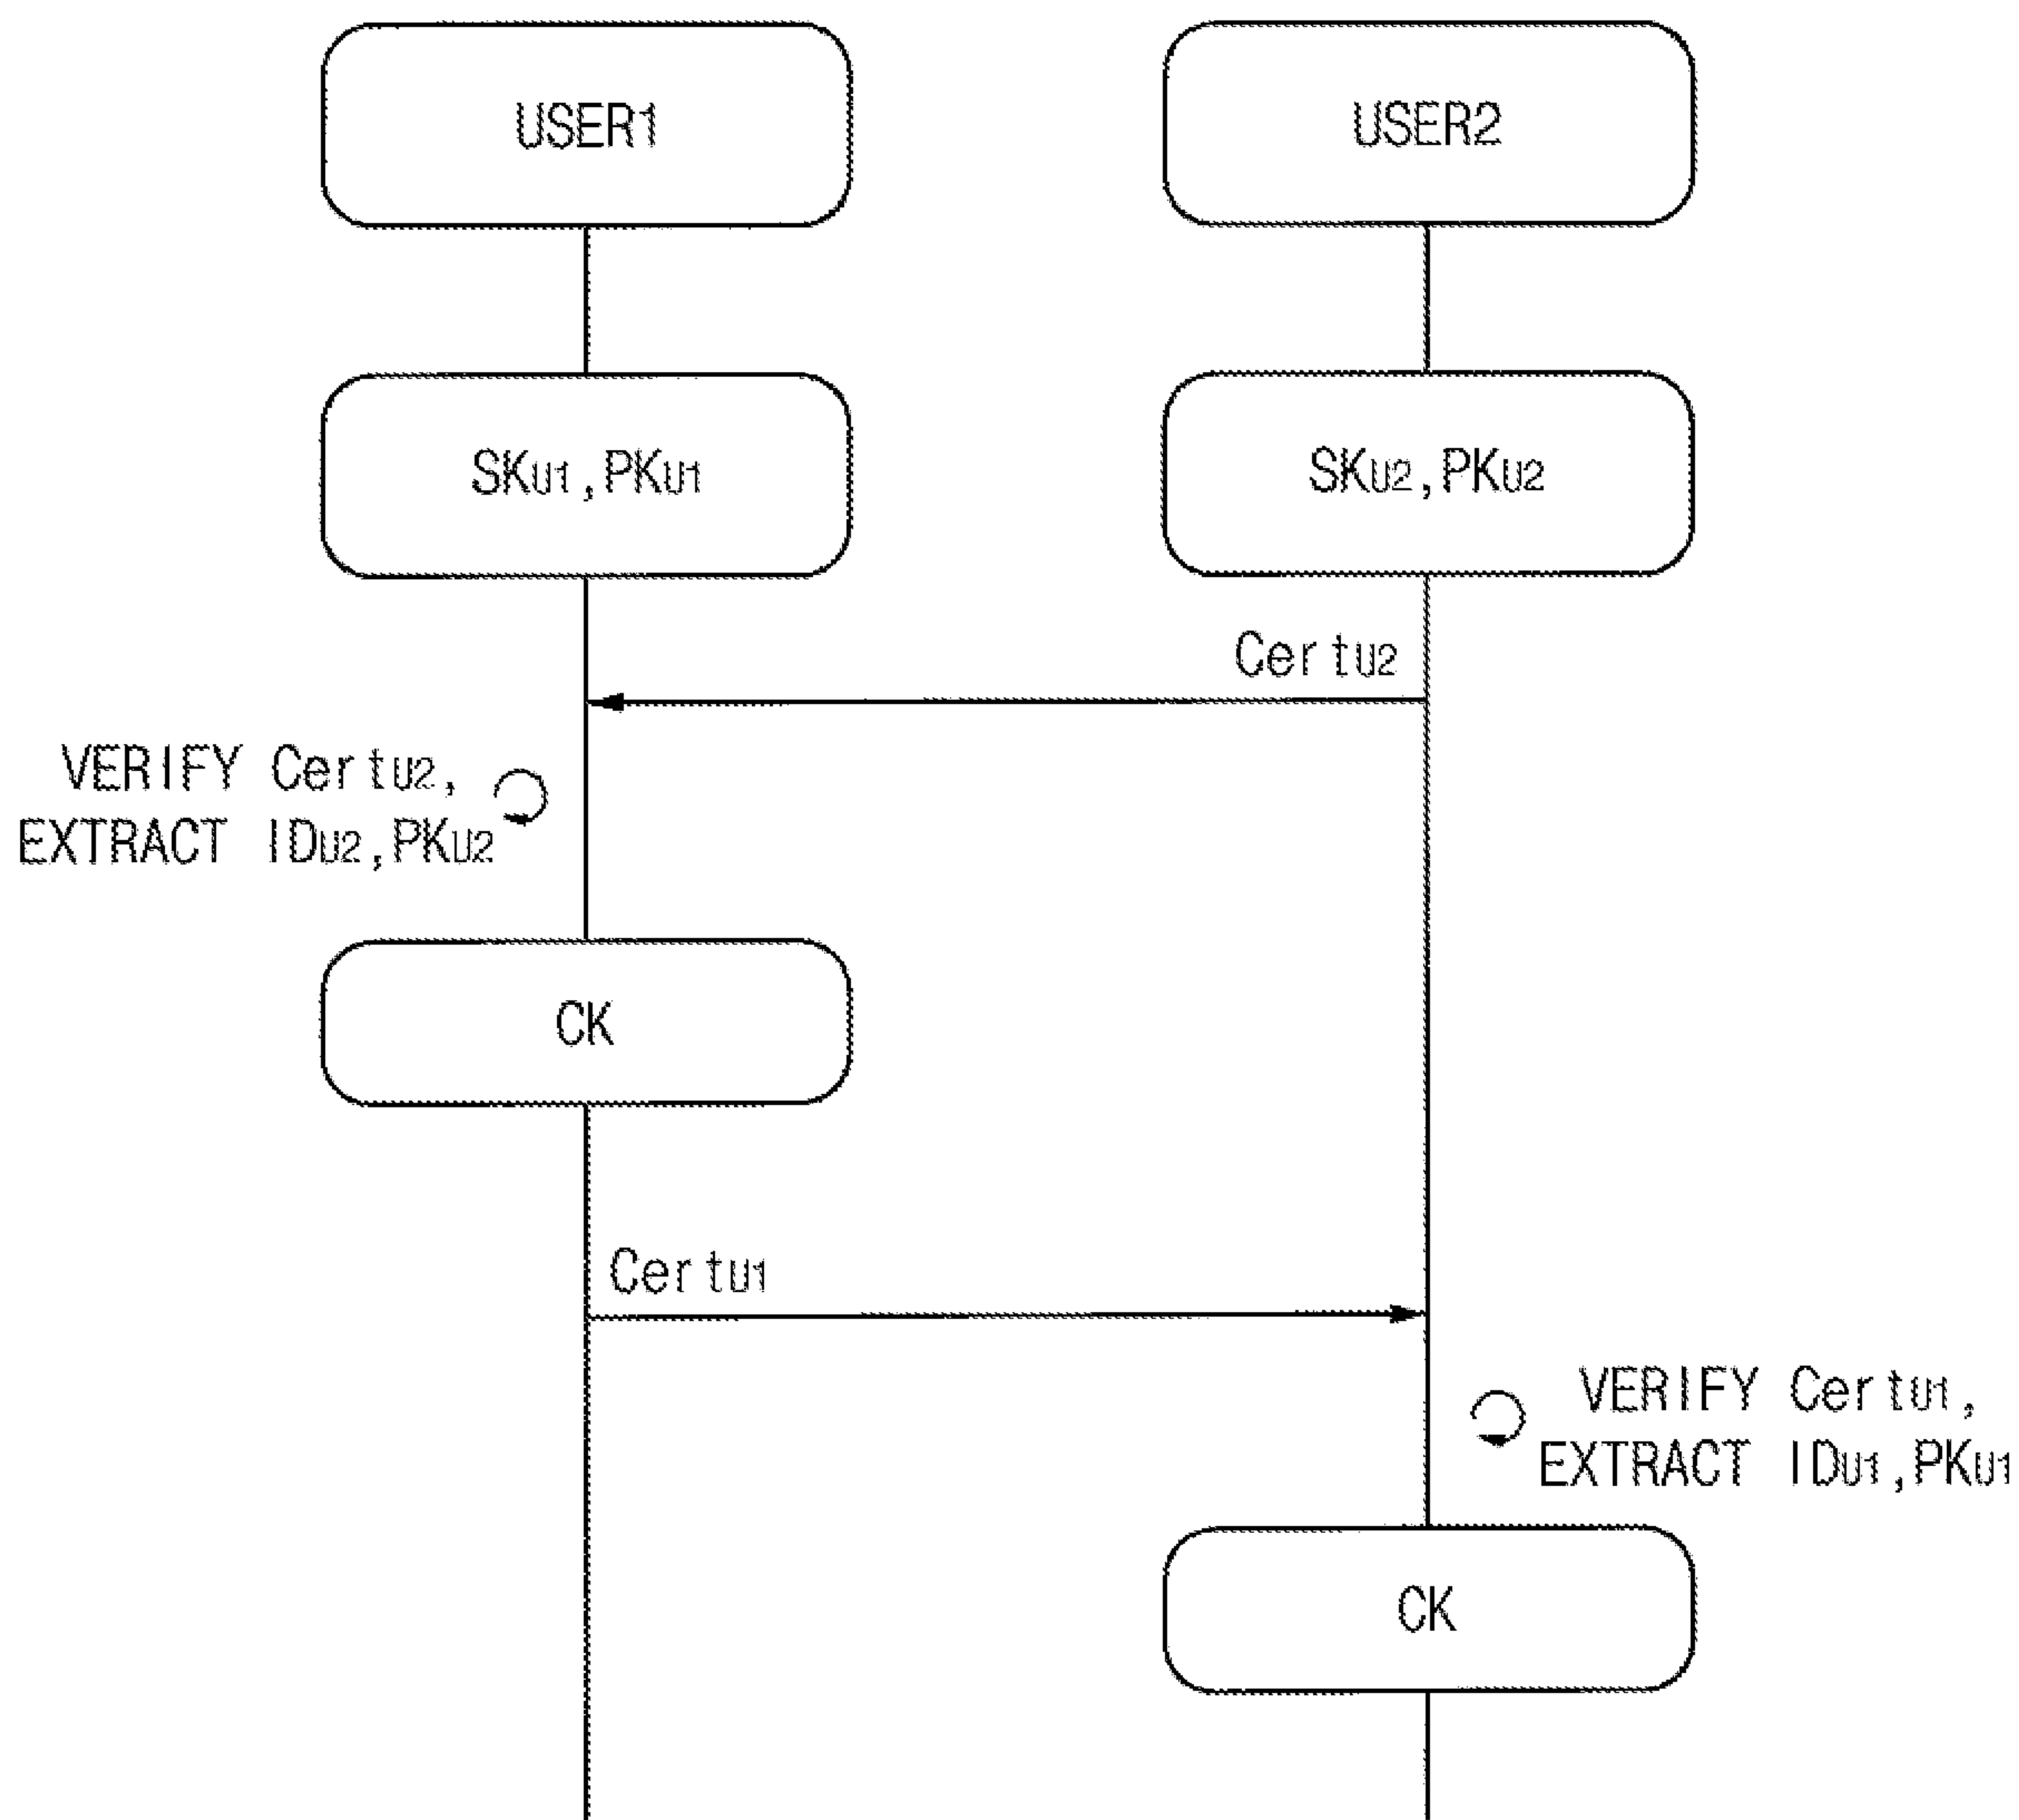 USER1
USER2
SKU1,PKU1
SKU2,PKU2
CertU2
VERIFY CertU2,
EXTRACT IDU2,PKU2
CK
CertU1
VERIFY CertU1,
EXTRACT IDU1,PKU1
CK